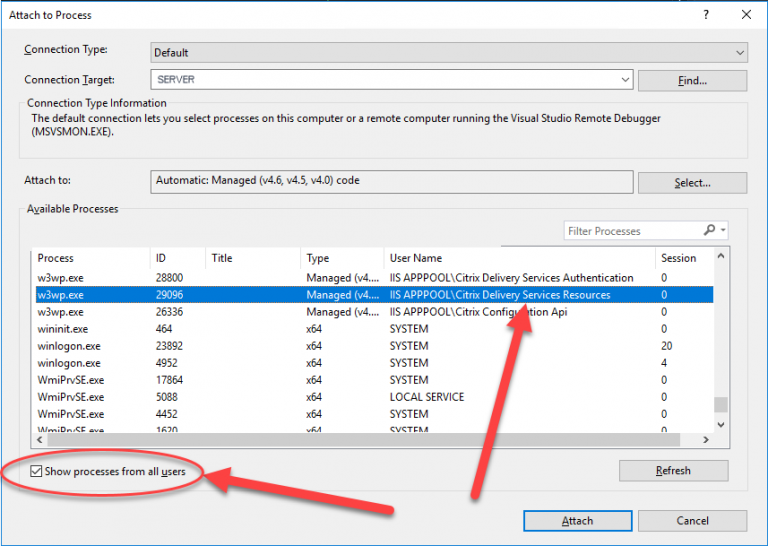 Attach to Process
Connection Type: Default
Connection Target: SERVER Find...
Connection Type Information
The default connection lets you select processes on this computer or a remote computer running the Visual Studio Remote Debugger
(MSVSMON.EXE).
Attach to: Automatic: Managed (v4.6, v4.5, v4.0) code Select...
Available Processes
Filter Processes
Process ID Title Type User Name Session
w3wp.exe 28800 Managed (v4.... IIS APPPOOL\Citrix Delivery Services Authentication 0
w3wp.exe 29096 Managed (v4.... IIS APPPOOL\Citrix Delivery Services Resources 0
w3wp.exe 26336 Managed (v4.... IIS APPPOOL\Citrix Configuration Api 0
wininit.exe 464 x64 SYSTEM 0
winlogon.exe 23892 x64 SYSTEM 20
winlogon.exe 4952 x64 SYSTEM 4
WmiPrvSE.exe 17864 x64 SYSTEM 0
WmiPrvSE.exe 5088 x64 LOCAL SERVICE 0
WmiPrvSE.exe 4452 x64 SYSTEM 0
WmiPrvSE.exe 1620 x64 SYSTEM 0
Show processes from all users Refresh
Attach Cancel